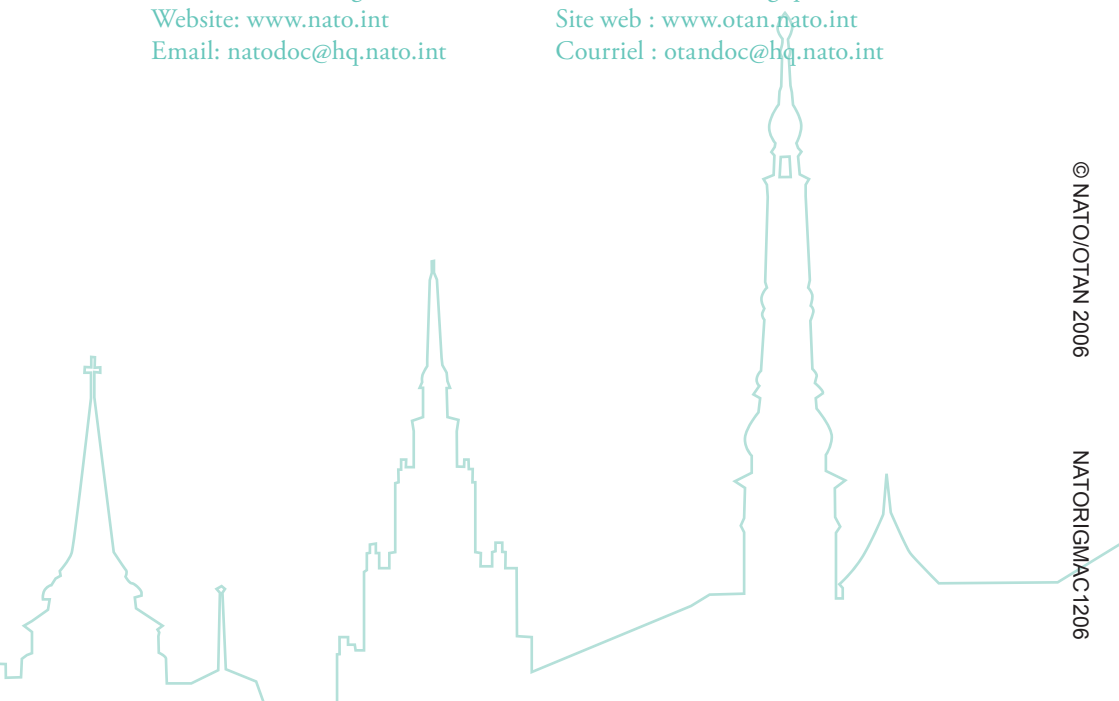 Website: www.nato.int
Email: natodoc@hq.nato.int
Site web : www.otan.nato.int
Courriel : otandoc@hq.nato.int
© NATO/OTAN 2006
NATORIGMAC1206